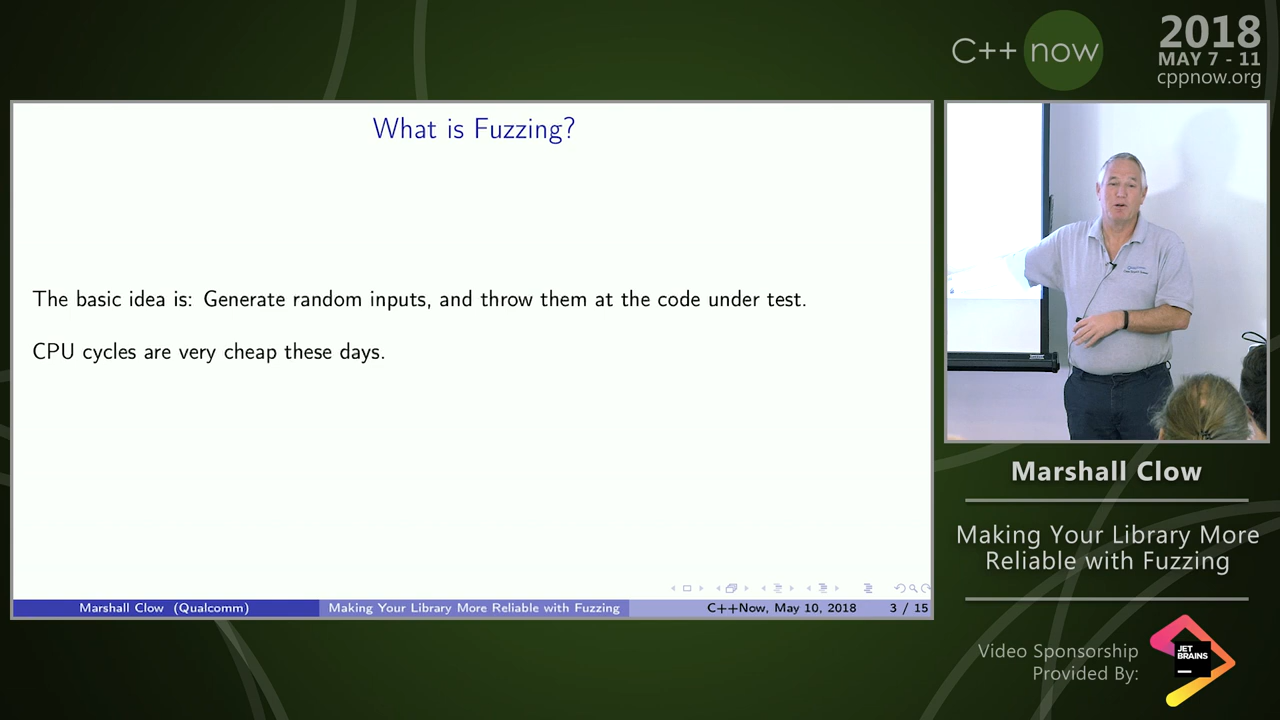 C++ now
2018
MAY 7 - 11
cppnow.org
What is Fuzzing?
The basic idea is: Generate random inputs, and throw them at the code under test.
CPU cycles are very cheap these days.
Marshall Clow (Qualcomm)
Making Your Library More Reliable with Fuzzing
C++Now, May 10, 2018
3 / 15
Marshall Clow
Making Your Library More
Reliable with Fuzzing
Video Sponsorship
Provided By:
JET
BRAINS